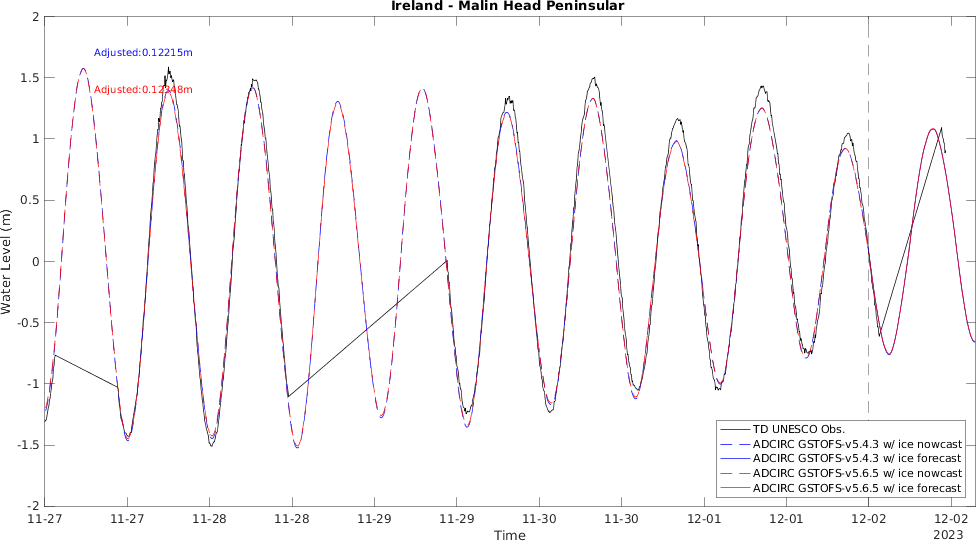 Ireland - Malin Head Peninsular
Adjusted:0.12215m
Adjusted:0.12348m
Water Level (m)
2
1.5
1
0.5
0
-0.5
-1
-1.5
-2
11-27
11-27
11-28
11-28
11-29
11-29
11-30
11-30
12-01
12-01
12-02
12-02
2023
Time
TD UNESCO Obs.
ADCIRC GSTOFS-v5.4.3 w/ ice nowcast
ADCIRC GSTOFS-v5.4.3 w/ ice forecast
ADCIRC GSTOFS-v5.6.5 w/ ice nowcast
ADCIRC GSTOFS-v5.6.5 w/ ice forecast